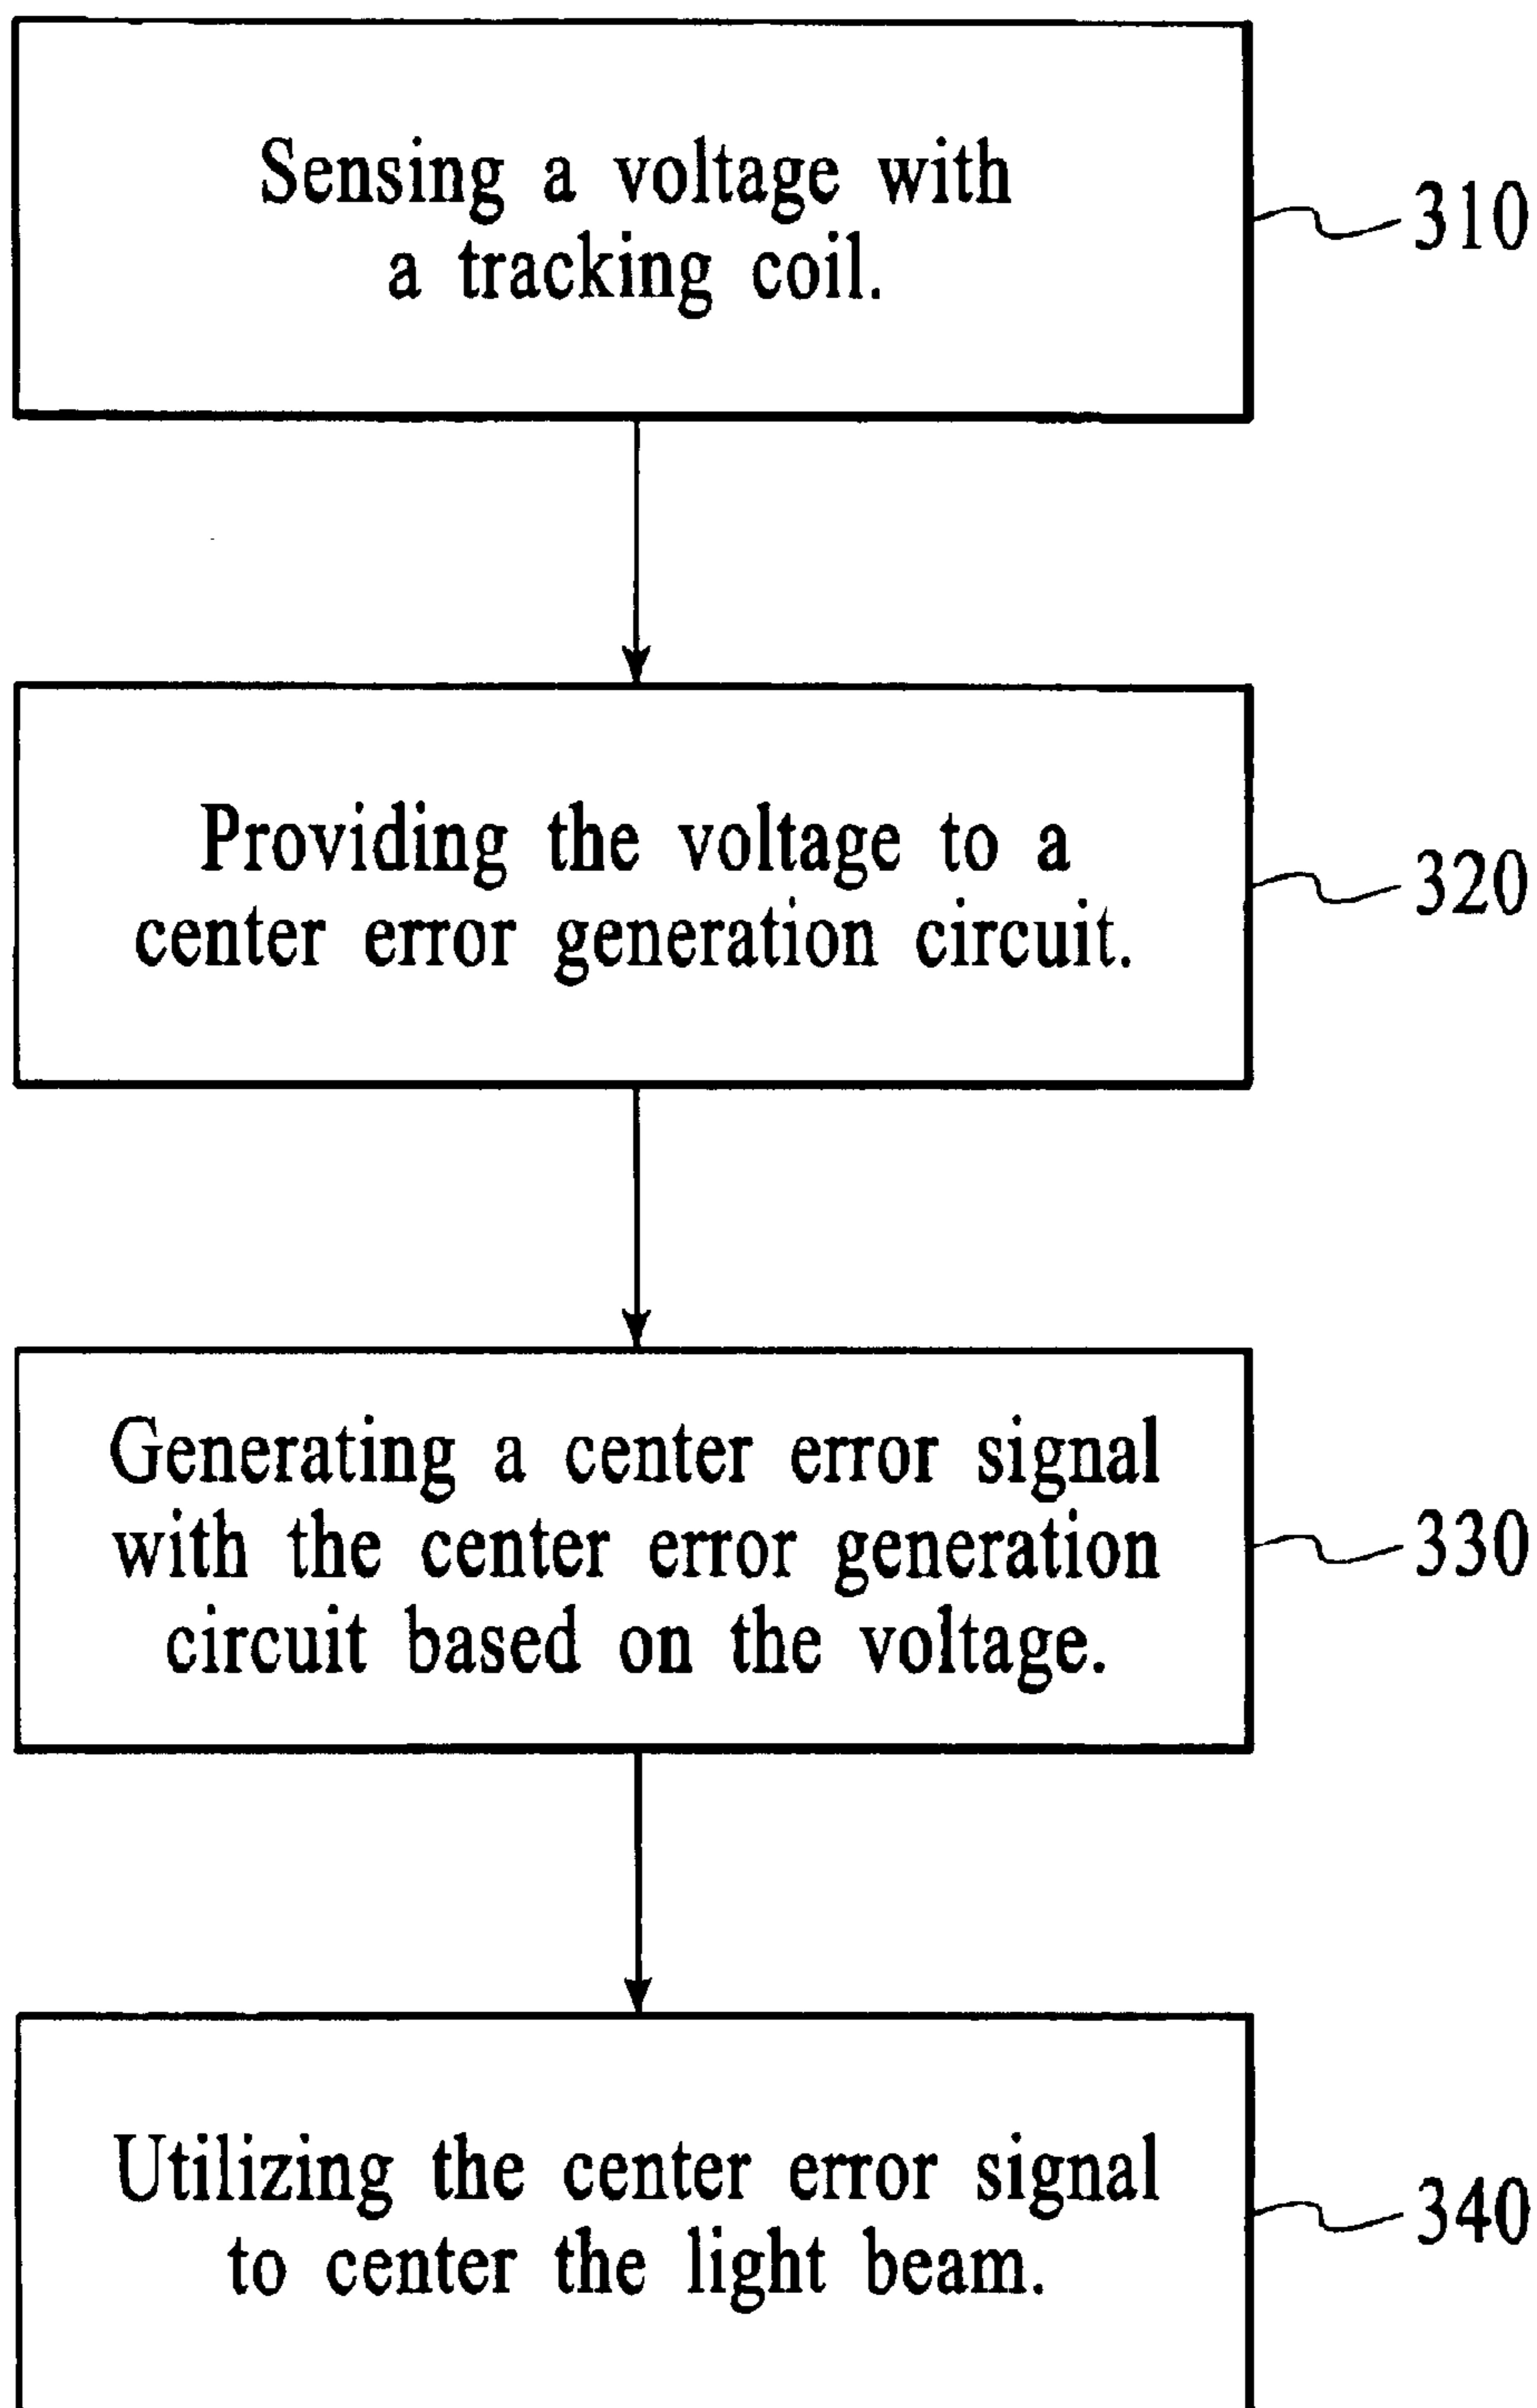 Sensing a voltage with
a tracking coil.
310
Providing the voltage to a
center error generation circuit.
320
Generating a center error signal
with the center error generation
circuit based on the voltage.
330
Utilizing the center error signal
to center the light beam.
340